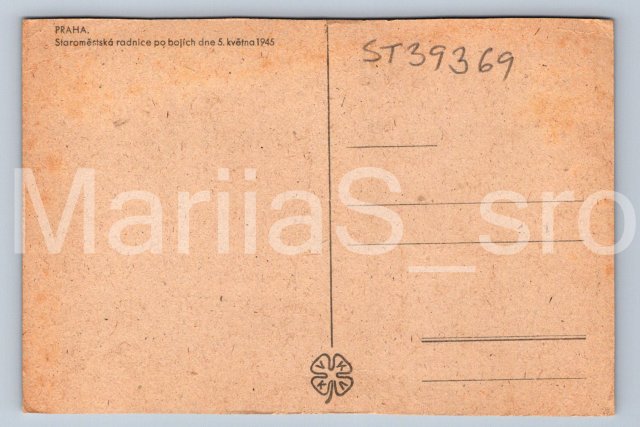 PRAHA,
Staroměstská radnice po bojích dne 5. května 1945
ST39369
MariiaS_sro